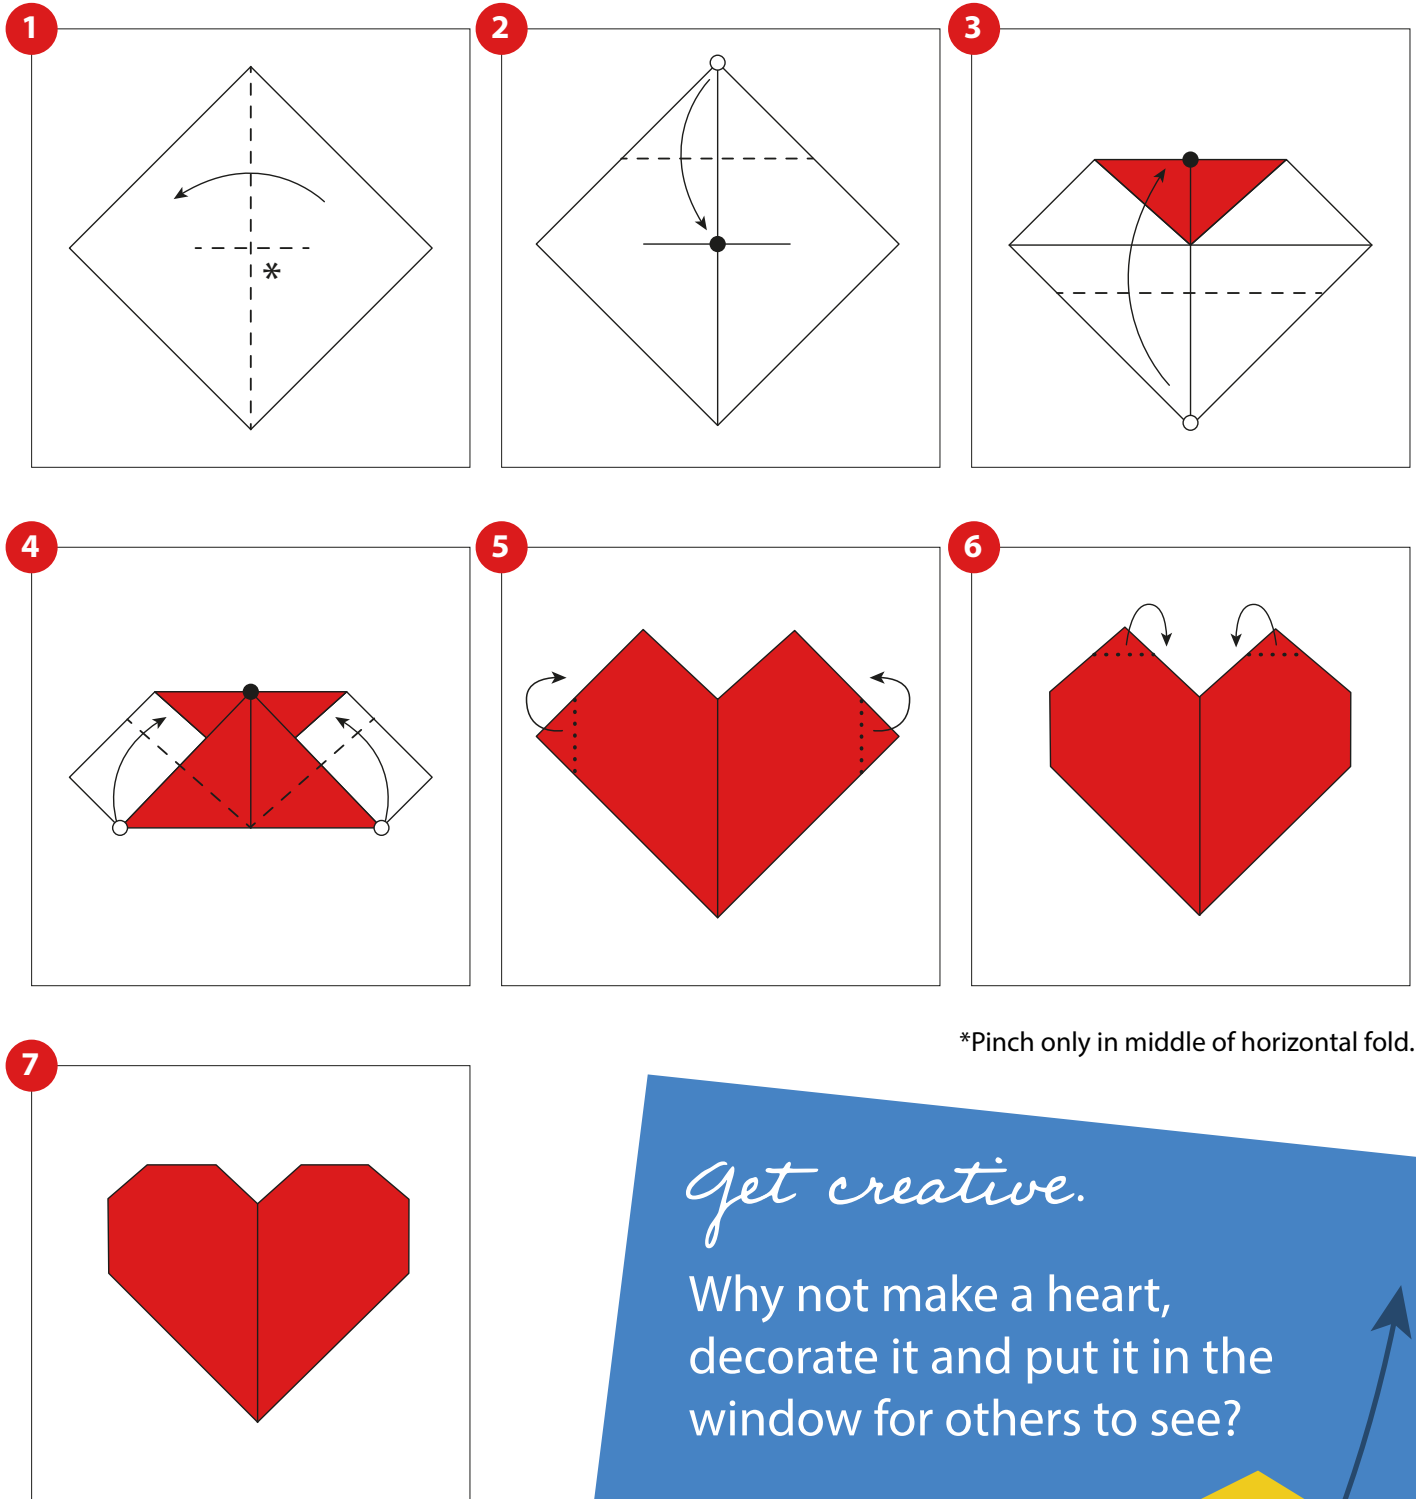 1
2
3
*
4
5
6
*Pinch only in middle of horizontal fold.
7
Get creative.
Why not make a heart,
decorate it and put it in the
window for others to see?